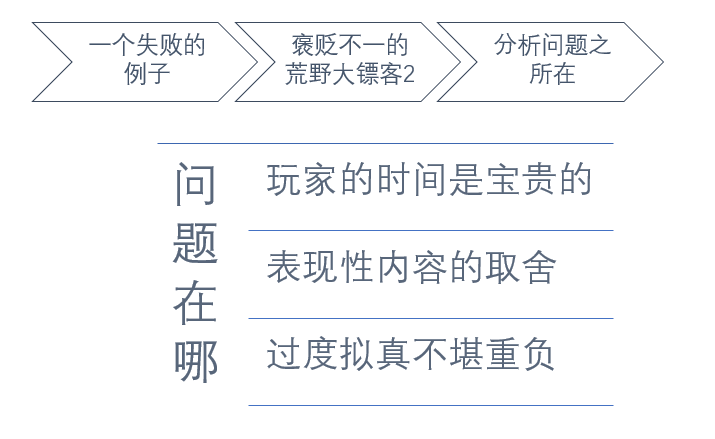 一个失败的
例子
褒贬不一的
荒野大镖客2
分析问题之
所在
问题在哪
玩家的时间是宝贵的
表现性内容的取舍
过度拟真不堪重负